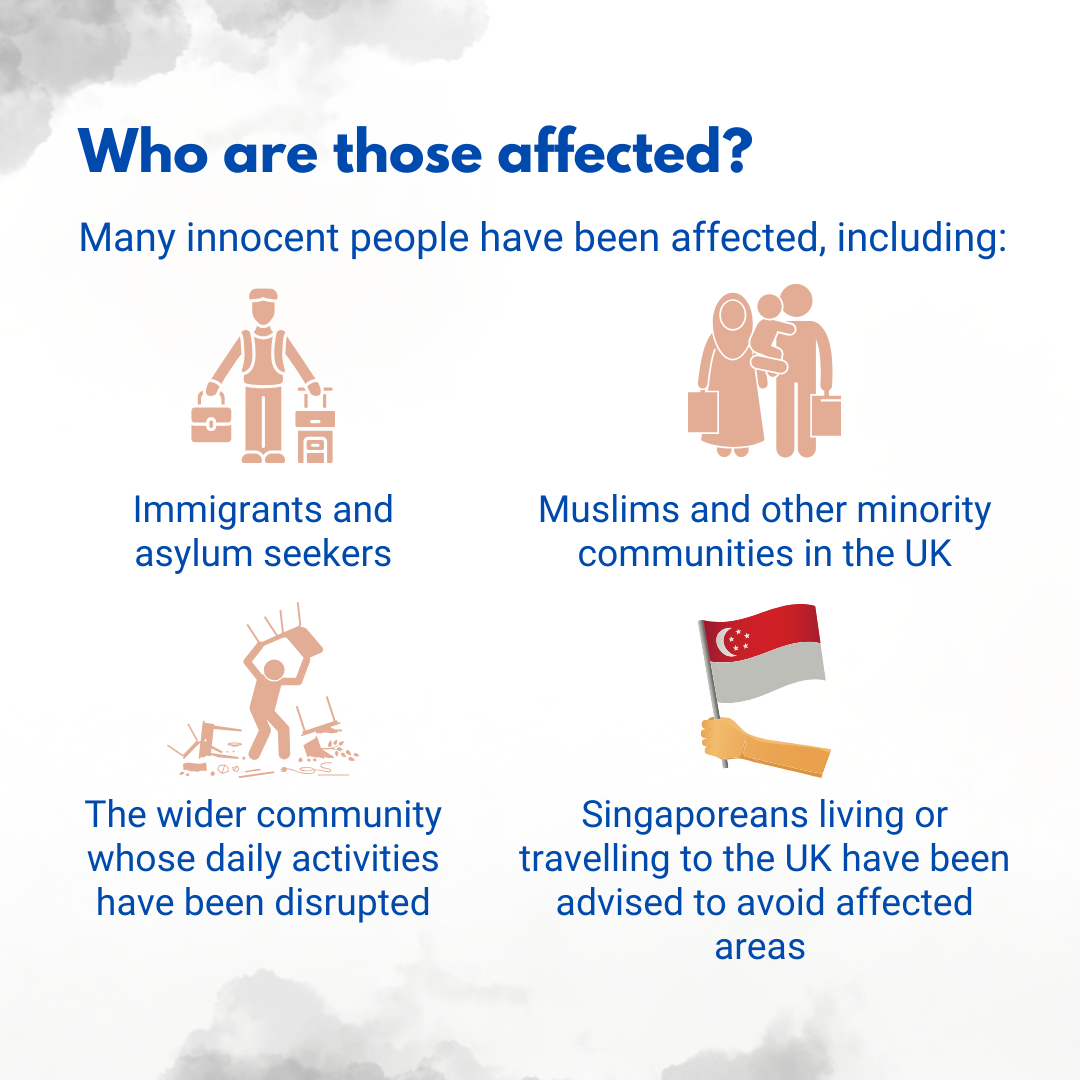 Who are those affected?
Many innocent people have been affected, including:
Immigrants and
asylum seekers
Muslims and other minority
communities in the UK
The wider community
whose daily activities
have been disrupted
Singaporeans living or
travelling to the UK have been
advised to avoid affected
areas